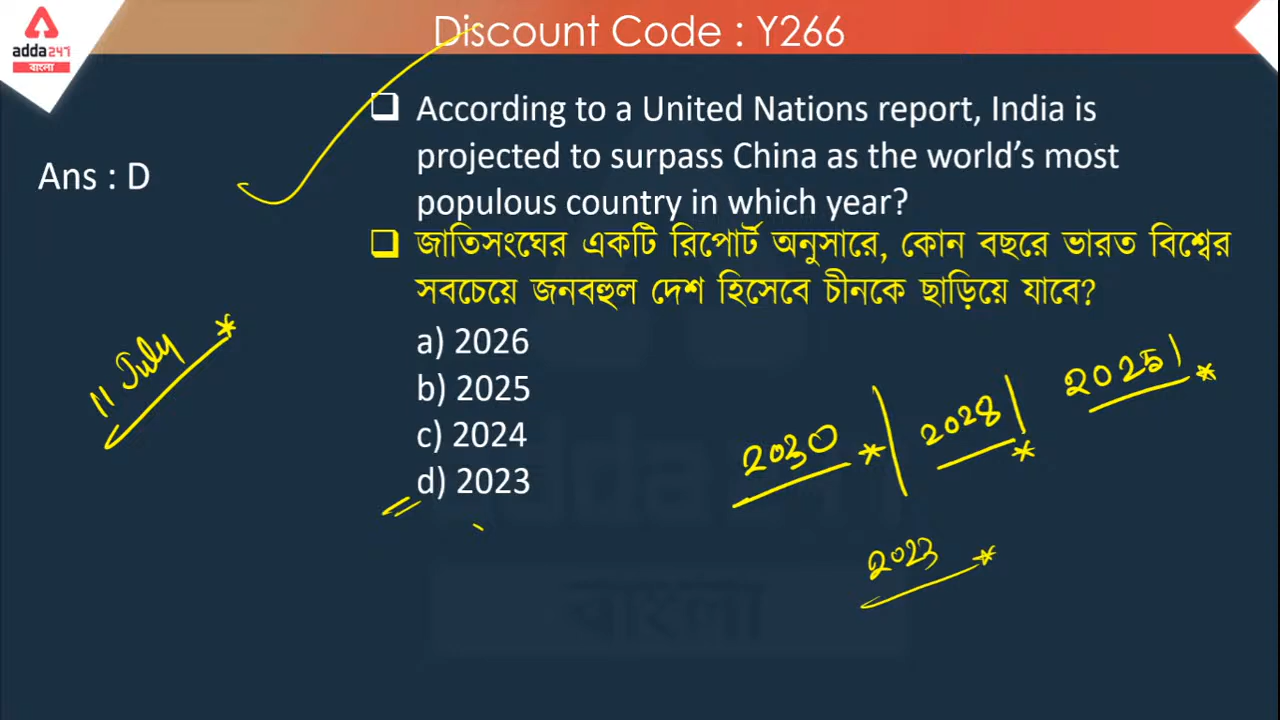 Discount Code : Y266
adda247
বাংলা
Ans : D
According to a United Nations report, India is
projected to surpass China as the world's most
populous country in which year?
জাতিসংঘের একটি রিপোর্ট অনুসারে, কোন বছরে ভারত বিশ্বের
সবচেয়ে জনবহুল দেশ হিসেবে চীনকে ছাড়িয়ে যাবে?
a) 2026
b) 2025
c) 2024
d) 2023
11 July *
2030 *
2028 *
2025 *
2023 *
adda247
বাংলা